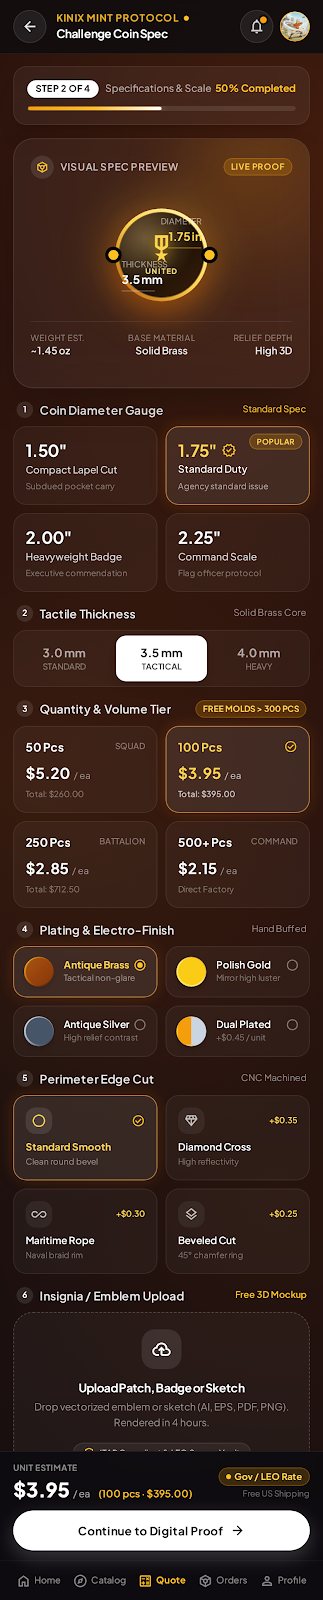 KINIX MINT PROTOCOL
Challenge Coin Spec
STEP 2 OF 4 Specifications & Scale 50% Completed
VISUAL SPEC PREVIEW LIVE PROOF
DIAMETER
1.75 in
THICKNESS
3.5 mm
UNITED
WEIGHT EST. BASE MATERIAL RELIEF DEPTH
~1.45 oz Solid Brass High 3D
1 Coin Diameter Gauge Standard Spec
1.50"
Compact Lapel Cut
Subdued pocket carry
POPULAR
1.75"
Standard Duty
Agency standard issue
2.00"
Heavyweight Badge
Executive commendation
2.25"
Command Scale
Flag officer protocol
2 Tactile Thickness Solid Brass Core
3.0 mm 3.5 mm 4.0 mm
STANDARD TACTICAL HEAVY
3 Quantity & Volume Tier FREE MOLDS > 300 PCS
50 Pcs SQUAD
$5.20 / ea
Total: $260.00
100 Pcs
$3.95 / ea
Total: $395.00
250 Pcs BATTALION
$2.85 / ea
Total: $712.50
500+ Pcs COMMAND
$2.15 / ea
Direct Factory
4 Plating & Electro-Finish Hand Buffed
Antique Brass
Tactical non-glare
Polish Gold
Mirror high luster
Antique Silver
High relief contrast
Dual Plated
+$0.45 / unit
5 Perimeter Edge Cut CNC Machined
Standard Smooth
Clean round bevel
+$0.35
Diamond Cross
High reflectivity
+$0.30
Maritime Rope
Naval braid rim
+$0.25
Beveled Cut
45° chamfer ring
6 Insignia / Emblem Upload Free 3D Mockup
Upload Patch, Badge or Sketch
Drop vectorized emblem or sketch (AI, EPS, PDF, PNG).
Rendered in 4 hours.
UNIT ESTIMATE
$3.95 / ea (100 pcs · $395.00)
Gov / LEO Rate
Free US Shipping
Continue to Digital Proof
Home Catalog Quote Orders Profile